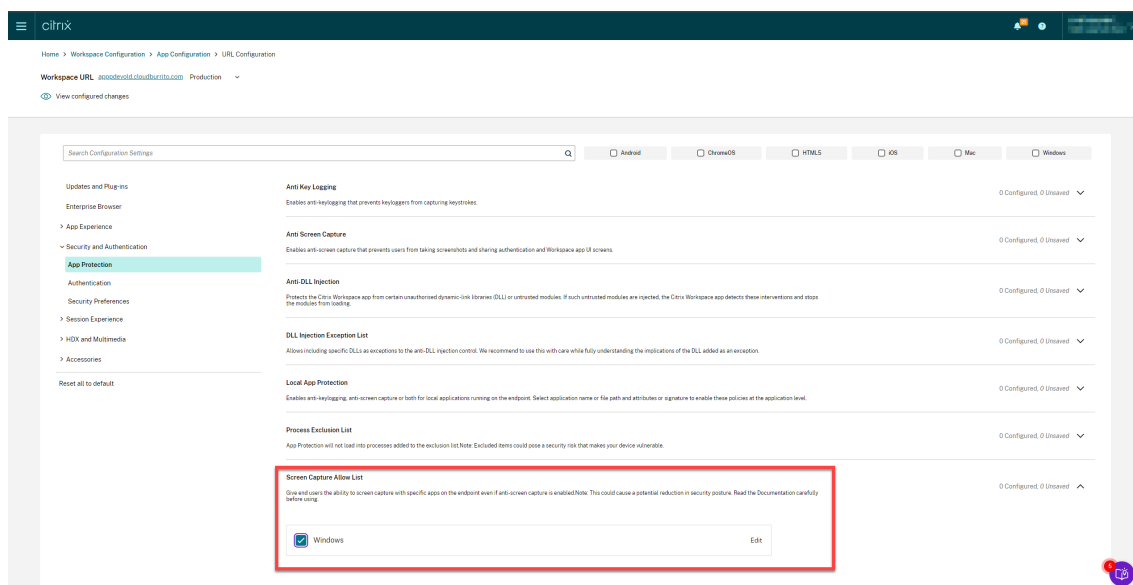 citrix
Home > Workspace Configuration > App Configuration > URL Configuration
Workspace URL apppdevold.cloudburrito.com Production
View configured changes
Search Configuration Settings
Android
ChromeOS
HTML5
iOS
Mac
Windows
Updates and Plug-ins
Enterprise Browser
App Experience
Security and Authentication
App Protection
Authentication
Security Preferences
Session Experience
HDX and Multimedia
Accessories
Reset all to default
Anti Key Logging
Enables anti-keylogging that prevents keyloggers from capturing keystrokes.
0 Configured, 0 Unsaved
Anti Screen Capture
Enables anti-screen capture that prevents users from taking screenshots and sharing authentication and Workspace app UI screens.
0 Configured, 0 Unsaved
Anti-DLL Injection
Protects the Citrix Workspace app from certain unauthorised dynamic-link libraries (DLL) or untrusted modules. If such untrusted modules are injected, the Citrix Workspace app detects these interventions and stops
the modules from loading.
0 Configured, 0 Unsaved
DLL Injection Exception List
Allows including specific DLLs as exceptions to the anti-DLL injection control. We recommend to use this with care while fully understanding the implications of the DLL added as an exception.
0 Configured, 0 Unsaved
Local App Protection
Enables anti-keylogging, anti-screen capture or both for local applications running on the endpoint. Select application name or file path and attributes or signature to enable these policies at the application level.
0 Configured, 0 Unsaved
Process Exclusion List
App Protection will not load into processes added to the exclusion list.Note: Excluded items could pose a security risk that makes your device vulnerable.
0 Configured, 0 Unsaved
Screen Capture Allow List
Give end users the ability to screen capture with specific apps on the endpoint even if anti-screen capture is enabled.Note: This could cause a potential reduction in security posture. Read the Documentation carefully
before using.
0 Configured, 0 Unsaved
Windows
Edit
5